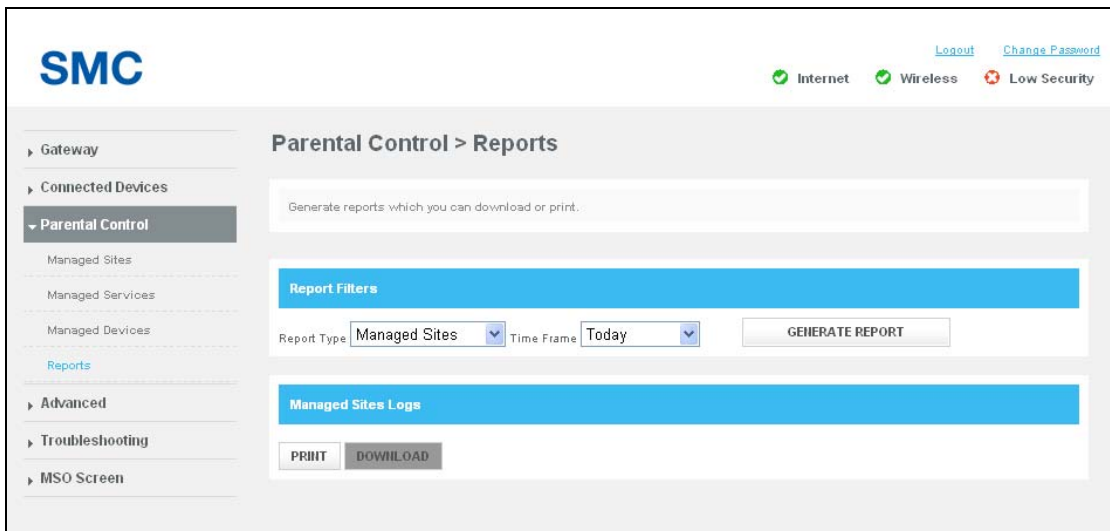 SMC
Logout Change Password
Internet Wireless Low Security
Gateway
Connected Devices
Parental Control
Managed Sites
Managed Services
Managed Devices
Reports
Advanced
Troubleshooting
MSO Screen
Parental Control > Reports
Generate reports which you can download or print.
Report Filters
Report Type Managed Sites Time Frame Today GENERATE REPORT
Managed Sites Logs
PRINT DOWNLOAD